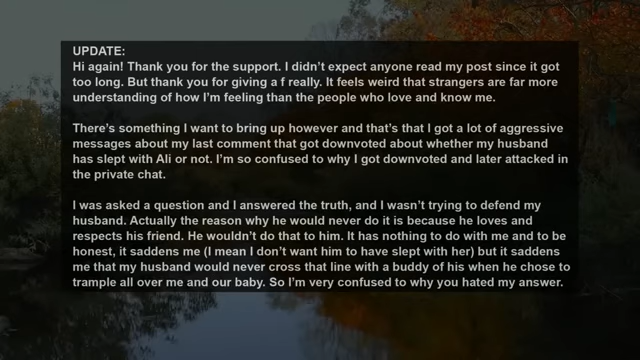 UPDATE:
Hi again! Thank you for the support. I didn't expect anyone read my post since it got
too long. But thank you for giving a f really. It feels weird that strangers are far more
understanding of how I'm feeling than the people who love and know me.
There's something I want to bring up however and that's that I got a lot of aggressive
messages about my last comment that got downvoted about whether my husband
has slept with Ali or not. I'm so confused to why I got downvoted and later attacked in
the private chat.
I was asked a question and I answered the truth, and I wasn't trying to defend my
husband. Actually the reason why he would never do it is because he loves and
respects his friend. He wouldn't do that to him. It has nothing to do with me and to be
honest, it saddens me (I mean I don't want him to have slept with her) but it saddens
me that my husband would never cross that line with a buddy of his when he chose to
trample all over me and our baby. So I'm very confused to why you hated my answer.